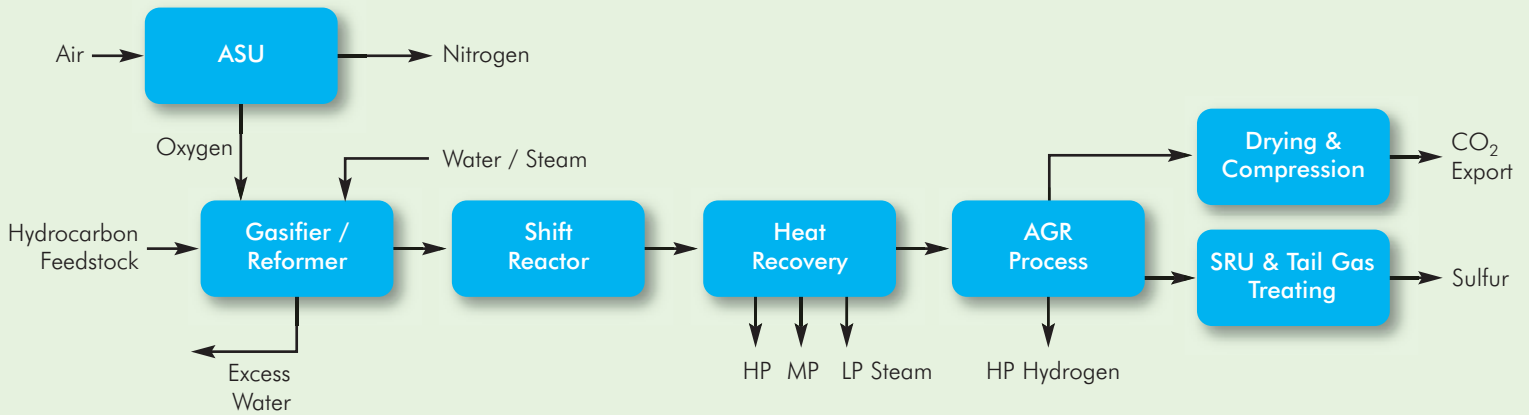 Air
ASU
Nitrogen
Oxygen
Water / Steam
Drying &
Compression
CO₂
Export
Hydrocarbon
Feedstock
Gasifier /
Reformer
Shift
Reactor
Heat
Recovery
AGR
Process
SRU & Tail Gas
Treating
Sulfur
Excess
Water
HP
MP
LP Steam
HP Hydrogen